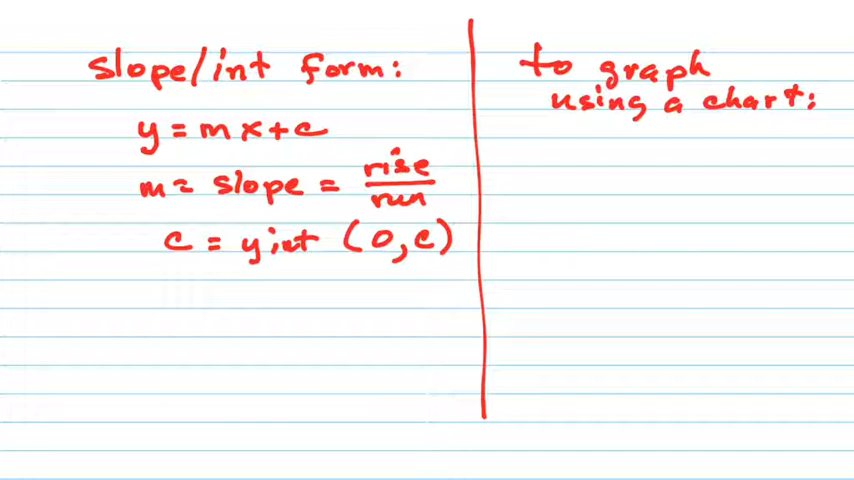 slope/int form:
y = mx + c
m = slope = rise/run
c = y int (0, c)
to graph
using a chart: